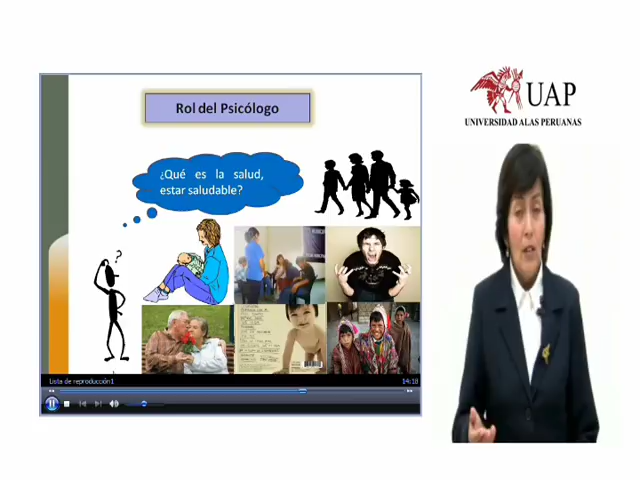 Rol del Psicólogo
¿Qué es la salud,
estar saludable?
?
UAP
UNIVERSIDAD ALAS PERUANAS
Lista de reproducción1
14:18